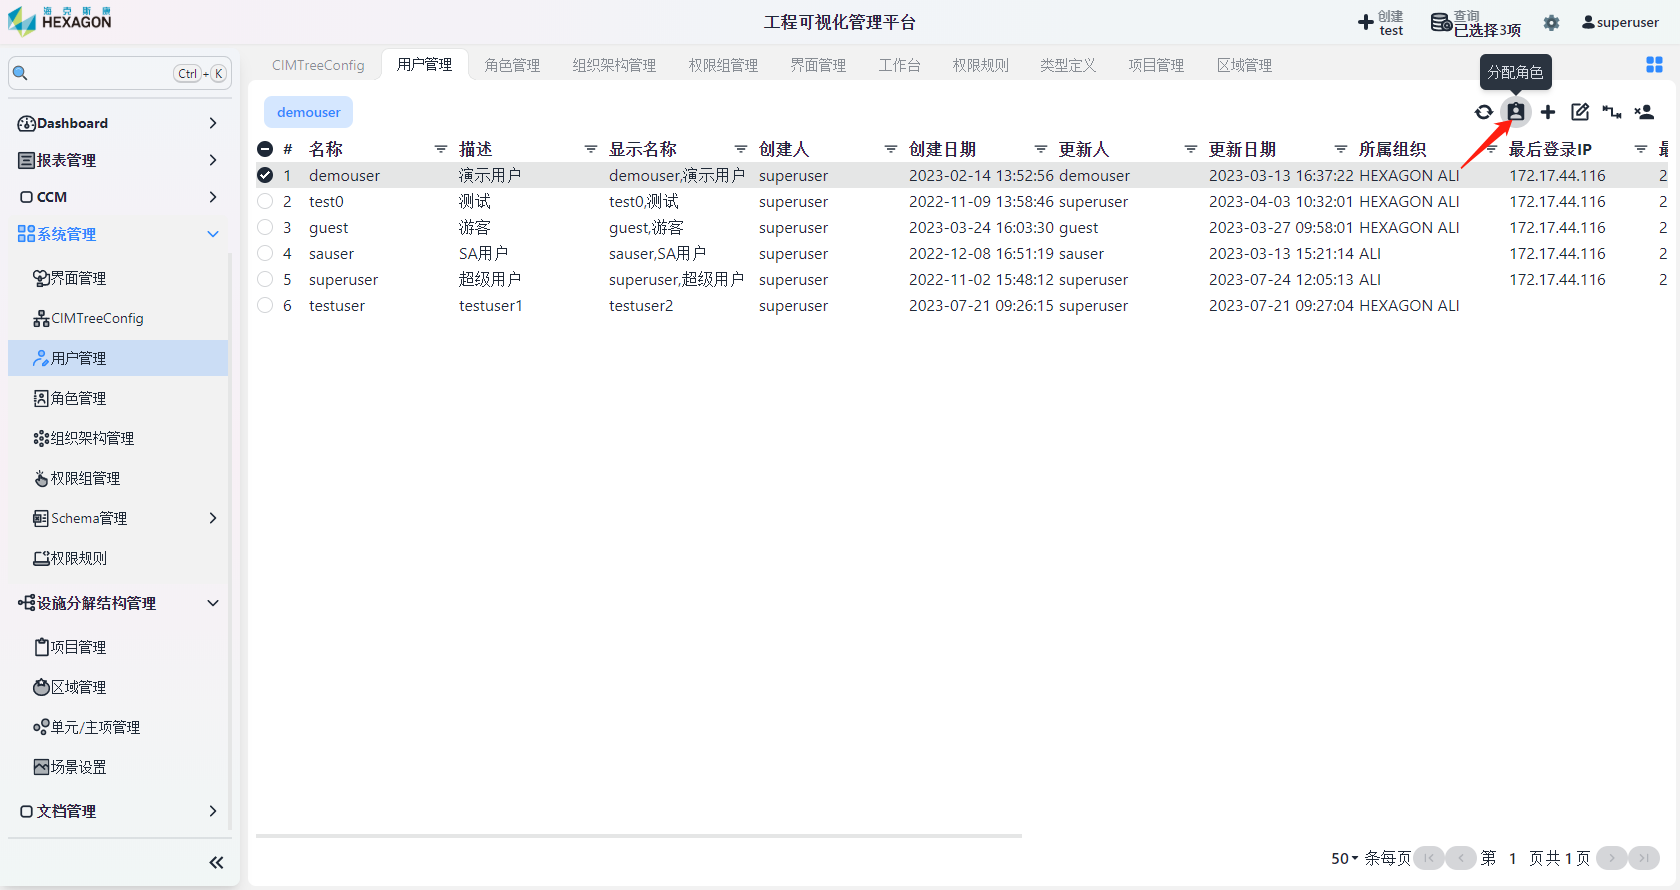 海克斯康
HEXAGON
工程可视化管理平台
创建
test
查询
已选择3项
superuser
Ctrl + K
CIMTreeConfig 用户管理 角色管理 组织架构管理 权限组管理 界面管理 工作台 权限规则 类型定义 项目管理 区域管理
分配角色
demouser
Dashboard
报表管理
CCM
系统管理
界面管理
CIMTreeConfig
用户管理
角色管理
组织架构管理
权限组管理
Schema管理
权限规则
设施分解结构管理
项目管理
区域管理
单元/主项管理
场景设置
文档管理
# 名称 描述 显示名称 创建人 创建日期 更新人 更新日期 所属组织 最后登录IP
1 demouser 演示用户 demouser,演示用户 superuser 2023-02-14 13:52:56 demouser 2023-03-13 16:37:22 HEXAGON ALI 172.17.44.116 2
2 test0 测试 test0,测试 superuser 2022-11-09 13:58:46 superuser 2023-04-03 10:32:01 HEXAGON ALI 172.17.44.116 2
3 guest 游客 guest,游客 superuser 2023-03-24 16:03:30 guest 2023-03-27 09:58:01 HEXAGON ALI 172.17.44.116 2
4 sauser SA用户 sauser,SA用户 superuser 2022-12-08 16:51:19 sauser 2023-03-13 15:21:14 ALI 172.17.44.116 2
5 superuser 超级用户 superuser,超级用户 superuser 2022-11-02 15:48:12 superuser 2023-07-24 12:05:13 ALI 172.17.44.116 2
6 testuser testuser1 testuser2 superuser 2023-07-21 09:26:15 superuser 2023-07-21 09:27:04 HEXAGON ALI
50 条每页 第 1 页共1页